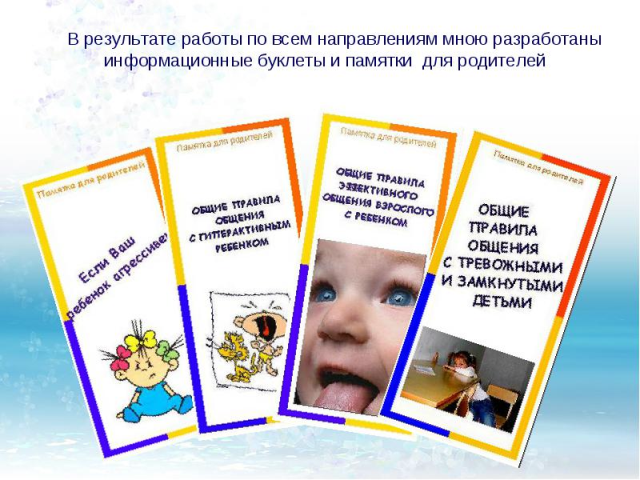 В результате работы по всем направлениям мною разработаны
информационные буклеты и памятки для родителей
Памятка для родителей
Если Ваш
ребенок агрессивен
Памятка для родителей
ОБЩИЕ ПРАВИЛА
ОБЩЕНИЯ
С ГИПЕРАКТИВНЫМ
РЕБЕНКОМ
Памятка для родителей
ОБЩИЕ ПРАВИЛА
ЭФФЕКТИВНОГО
ОБЩЕНИЯ ВЗРОСЛОГО
С РЕБЕНКОМ
Памятка для родителей
ОБЩИЕ
ПРАВИЛА
ОБЩЕНИЯ
С ТРЕВОЖНЫМИ
И ЗАМКНУТЫМИ
ДЕТЬМИ